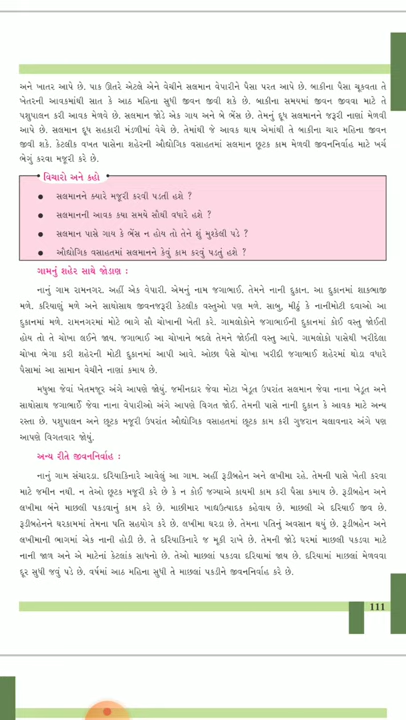 અને ખાતર આપે છે. પાક ઊતરે એટલે એને વેચીને સલમાન વેપારીને પૈસા પરત આપે છે. બાકીના પૈસા ચૂકવતા તે
ખેતરની આવકમાંથી સાત કે આઠ મહિના સુધી જીવન જીવી શકે છે. બાકીના સમયમાં જીવન જીવવા માટે તે
પશુપાલન કરી આવક મેળવે છે. સલમાન જોડે એક ગાય અને બે ભેંસ છે. તેમનું દૂધ સલમાનને જરૂરી નાણાં મેળવી
આપે છે. સલમાન દૂધ સહકારી મંડળીમાં વેચે છે. તેમાંથી જે આવક થાય એમાંથી તે બાકીના ચાર મહિના જીવન
જીવી શકે. કેટલીક વખત પાસેના શહેરની ઔદ્યોગિક વસાહતમાં સલમાન છૂટક કામ મેળવી જીવનનિર્વાહ માટે ખર્ચ
ભેગું કરવા મજૂરી કરે છે.
વિચારો અને કહો
● સલમાનને ક્યારે મજૂરી કરવી પડતી હશે ?
● સલમાનની આવક કયા સમયે સૌથી વધારે હશે ?
● સલમાન પાસે ગાય કે ભેંસ ન હોય તો તેને શું મુશ્કેલી પડે ?
● ઔદ્યોગિક વસાહતમાં સલમાનને કેવું કામ કરવું પડતું હશે ?
ગામનું શહેર સાથે જોડાણ :
નાનું ગામ રામનગર. અહીં એક વેપારી. એમનું નામ જગાભાઈ. તેમને નાની દુકાન. આ દુકાનમાં શાકભાજી
મળે. કરિયાણું મળે અને સાથોસાથ જીવનજરૂરી કેટલીક વસ્તુઓ પણ મળે. સાબુ, મીઠું કે નાનીમોટી દવાઓ આ
દુકાનમાં મળે. રામનગરમાં મોટે ભાગે સૌ ચોખાની ખેતી કરે. ગામલોકોને જગાભાઈની દુકાનમાં કોઈ વસ્તુ જોઈતી
હોય તો તે ચોખા લઈને જાય. જગાભાઈ આ ચોખાને બદલે તેમને જોઈતી વસ્તુ આપે. ગામલોકો પાસેથી ખરીદેલા
ચોખા ભેગા કરી શહેરની મોટી દુકાનમાં આપી આવે. ઓછા પૈસે ચોખા ખરીદી જગાભાઈ શહેરમાં થોડા વધારે
પૈસામાં આ સામાન વેચીને નાણાં કમાય છે.
મધુબા જેવાં ખેતમજૂર અંગે આપણે જોયું. જમીનદાર જેવા મોટા ખેડૂત ઉપરાંત સલમાન જેવા નાના ખેડૂત અને
સાથોસાથ જગાભાઈ જેવા નાના વેપારીઓ અંગે આપણે વિગત જોઈ. તેમની પાસે નાની દુકાન કે આવક માટે અન્ય
રસ્તા છે. પશુપાલન અને છૂટક મજૂરી ઉપરાંત ઔદ્યોગિક વસાહતમાં છૂટક કામ કરી ગુજરાન ચલાવનાર અંગે પણ
આપણે વિગતવાર જોયું.
અન્ય રીતે જીવનનિર્વાહ :
નાનું ગામ સંચારડા. દરિયાકિનારે આવેલું આ ગામ. અહીં રૂડીબહેન અને લખીમા રહે. તેમની પાસે ખેતી કરવા
માટે જમીન નથી. ન તેઓ છૂટક મજૂરી કરે છે કે ન કોઈ જગ્યાએ કાયમી કામ કરી પૈસા કમાય છે. રૂડીબહેન અને
લખીમા બંને માછલી પકડવાનું કામ કરે છે. માછીમાર ખાદ્યઉત્પાદક કહેવાય છે. માછલી એ દરિયાઈ જીવ છે.
રૂડીબહેનને ઘરકામમાં તેમના પતિ સહયોગ કરે છે. લખીમા ઘરડા છે. તેમના પતિનું અવસાન થયું છે. રૂડીબહેન અને
લખીમાની ભાગમાં એક નાની હોડી છે. તે દરિયાકિનારે જ મૂકી રાખે છે. તેમની જોડે ઘરમાં માછલી પકડવા માટે
નાની જાળ અને એ માટેનાં કેટલાંક સાધનો છે. તેઓ માછલાં પકડવા દરિયામાં જાય છે. દરિયામાં માછલાં મેળવવા
દૂર સુધી જવું પડે છે. વર્ષમાં આઠ મહિના સુધી તે માછલાં પકડીને જીવનનિર્વાહ કરે છે.
111